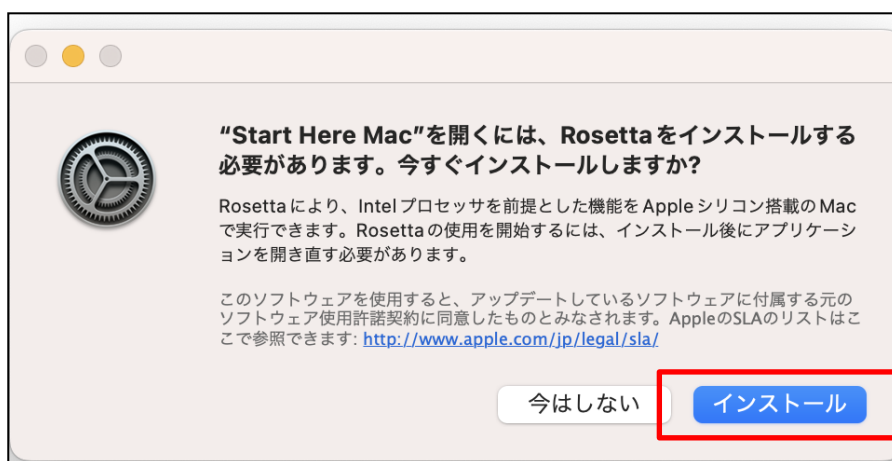 “Start Here Mac”を開くには、Rosettaをインストールする
必要があります。今すぐインストールしますか?
Rosettaにより、Intelプロセッサを前提とした機能をAppleシリコン搭載のMac
で実行できます。Rosettaの使用を開始するには、インストール後にアプリケーシ
ョンを開き直す必要があります。
このソフトウェアを使用すると、アップデートしているソフトウェアに付属する元の
ソフトウェア使用許諾契約に同意したものとみなされます。AppleのSLAのリストはこ
こで参照できます: http://www.apple.com/jp/legal/sla/
今はしない インストール